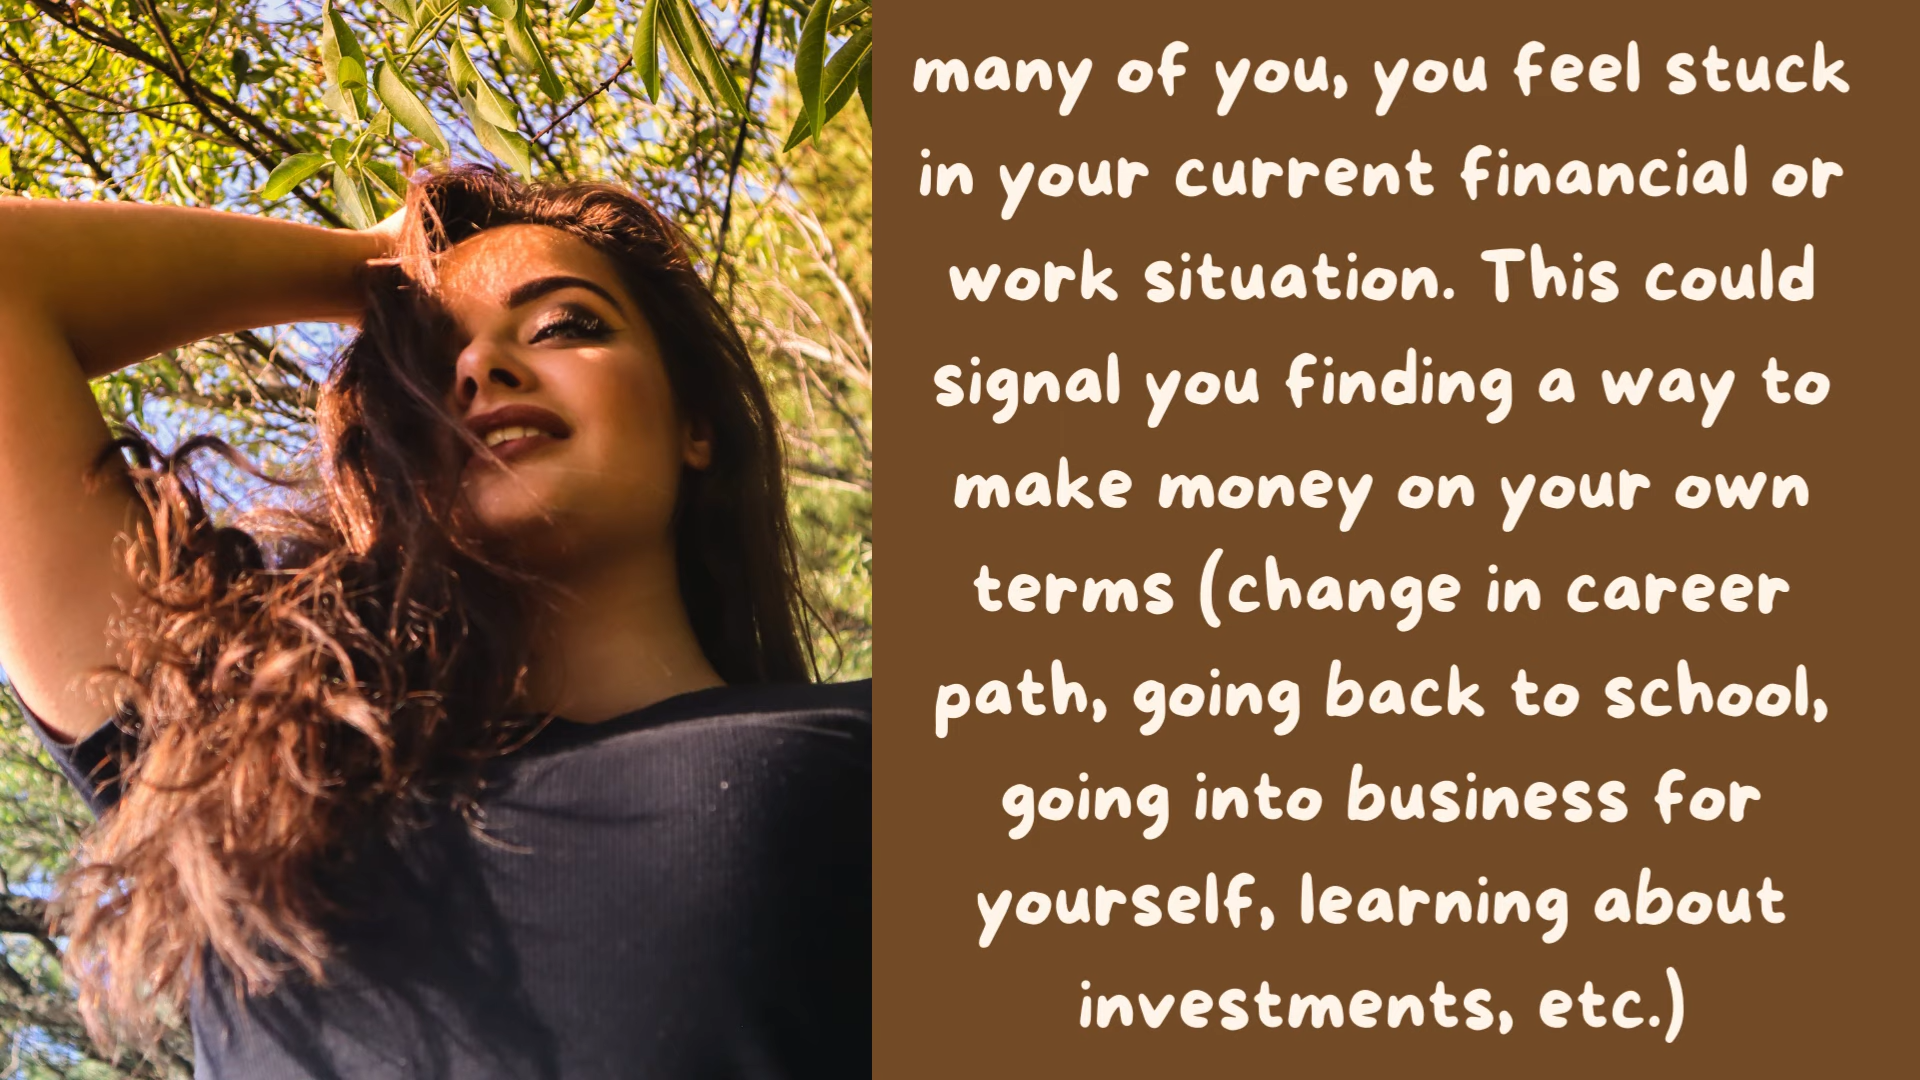 many of you, you feel stuck
in your current financial or
work situation. This could
signal you finding a way to
make money on your own
terms (change in career
path, going back to school,
going into business for
yourself, learning about
investments, etc.)